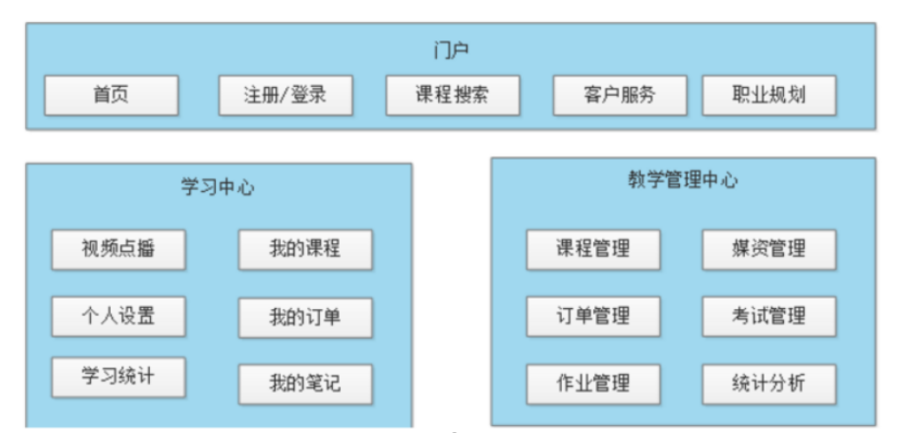 门户
首页 注册/登录 课程搜索 客户服务 职业规划
学习中心
视频点播 我的课程
个人设置 我的订单
学习统计 我的笔记
教学管理中心
课程管理 媒资管理
订单管理 考试管理
作业管理 统计分析